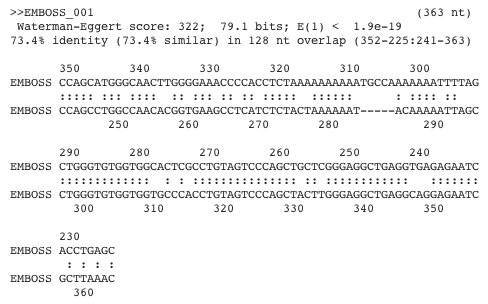 >>EMBOSS_001 (363 nt)
Waterman-Eggert score: 322; 79.1 bits; E(1) < 1.9e-19
73.4% identity (73.4% similar) in 128 nt overlap (352-225:241-363)
350 340 330 320 310 300
EMBOSS CCAGCATGGGCAACTTGGGGAAACCCCACCTCTAAAAAAAAAATGCCAAAAAAATTTTAG
::::: ::: :::: :: ::: :: ::: ::::: :::::: : :::: ::
EMBOSS CCAGCCTGGCCAACACGGTGAAGCCTCATCTCTACTAAAAAAT-----ACAAAAATTAGC
250 260 270 280 290
290 280 270 260 250 240
EMBOSS CTGGGTGTGGTGGCACTCGCCTGTAGTCCCAGCTGCTCGGGAGGCTGAGGTGAGAGAATC
::::::::::::: : : :::::::::::::::: :: :::::::::::: :::::::
EMBOSS CTGGGTGTGGTGGTGCCCACCTGTAGTCCCAGCTACTTGGGAGGCTGAGGCAGGAGAATC
300 310 320 330 340 350
230
EMBOSS ACCTGAGC
: : : :
EMBOSS GCTTAAAC
360